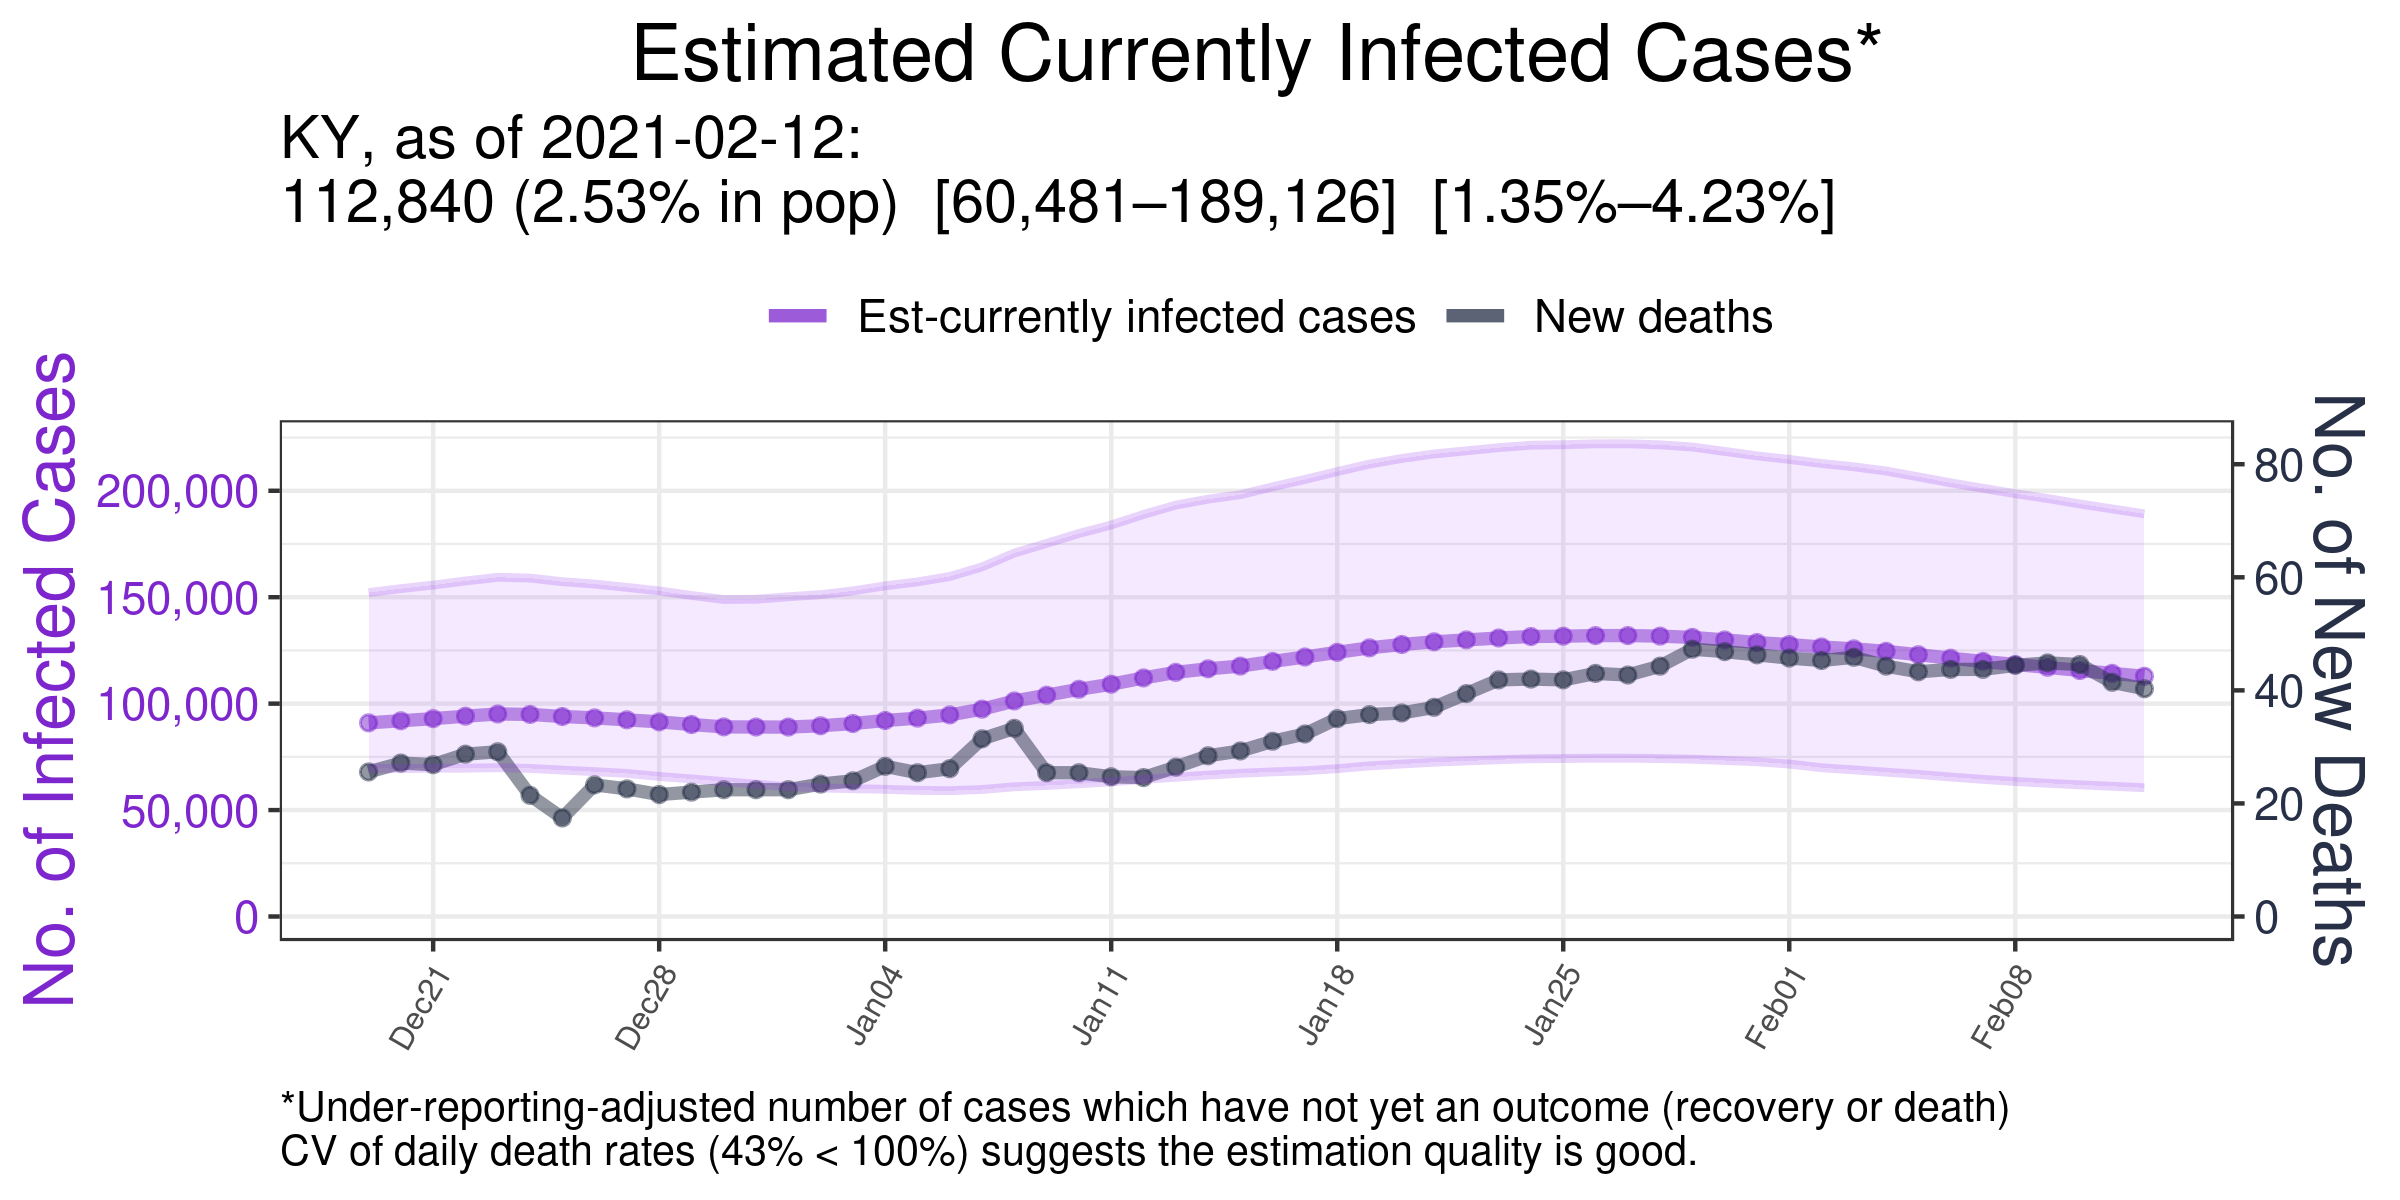 Estimated Currently Infected Cases*
KY, as of 2021-02-12:
112,840 (2.53% in pop) [60,481–189,126] [1.35%–4.23%]
Est-currently infected cases
New deaths
No. of Infected Cases
200,000
150,000
100,000
50,000
0
80
60
40
20
0
No. of New Deaths
Dec21
Dec28
Jan04
Jan11
Jan18
Jan25
Feb01
Feb08
*Under-reporting-adjusted number of cases which have not yet an outcome (recovery or death)
CV of daily death rates (43% < 100%) suggests the estimation quality is good.